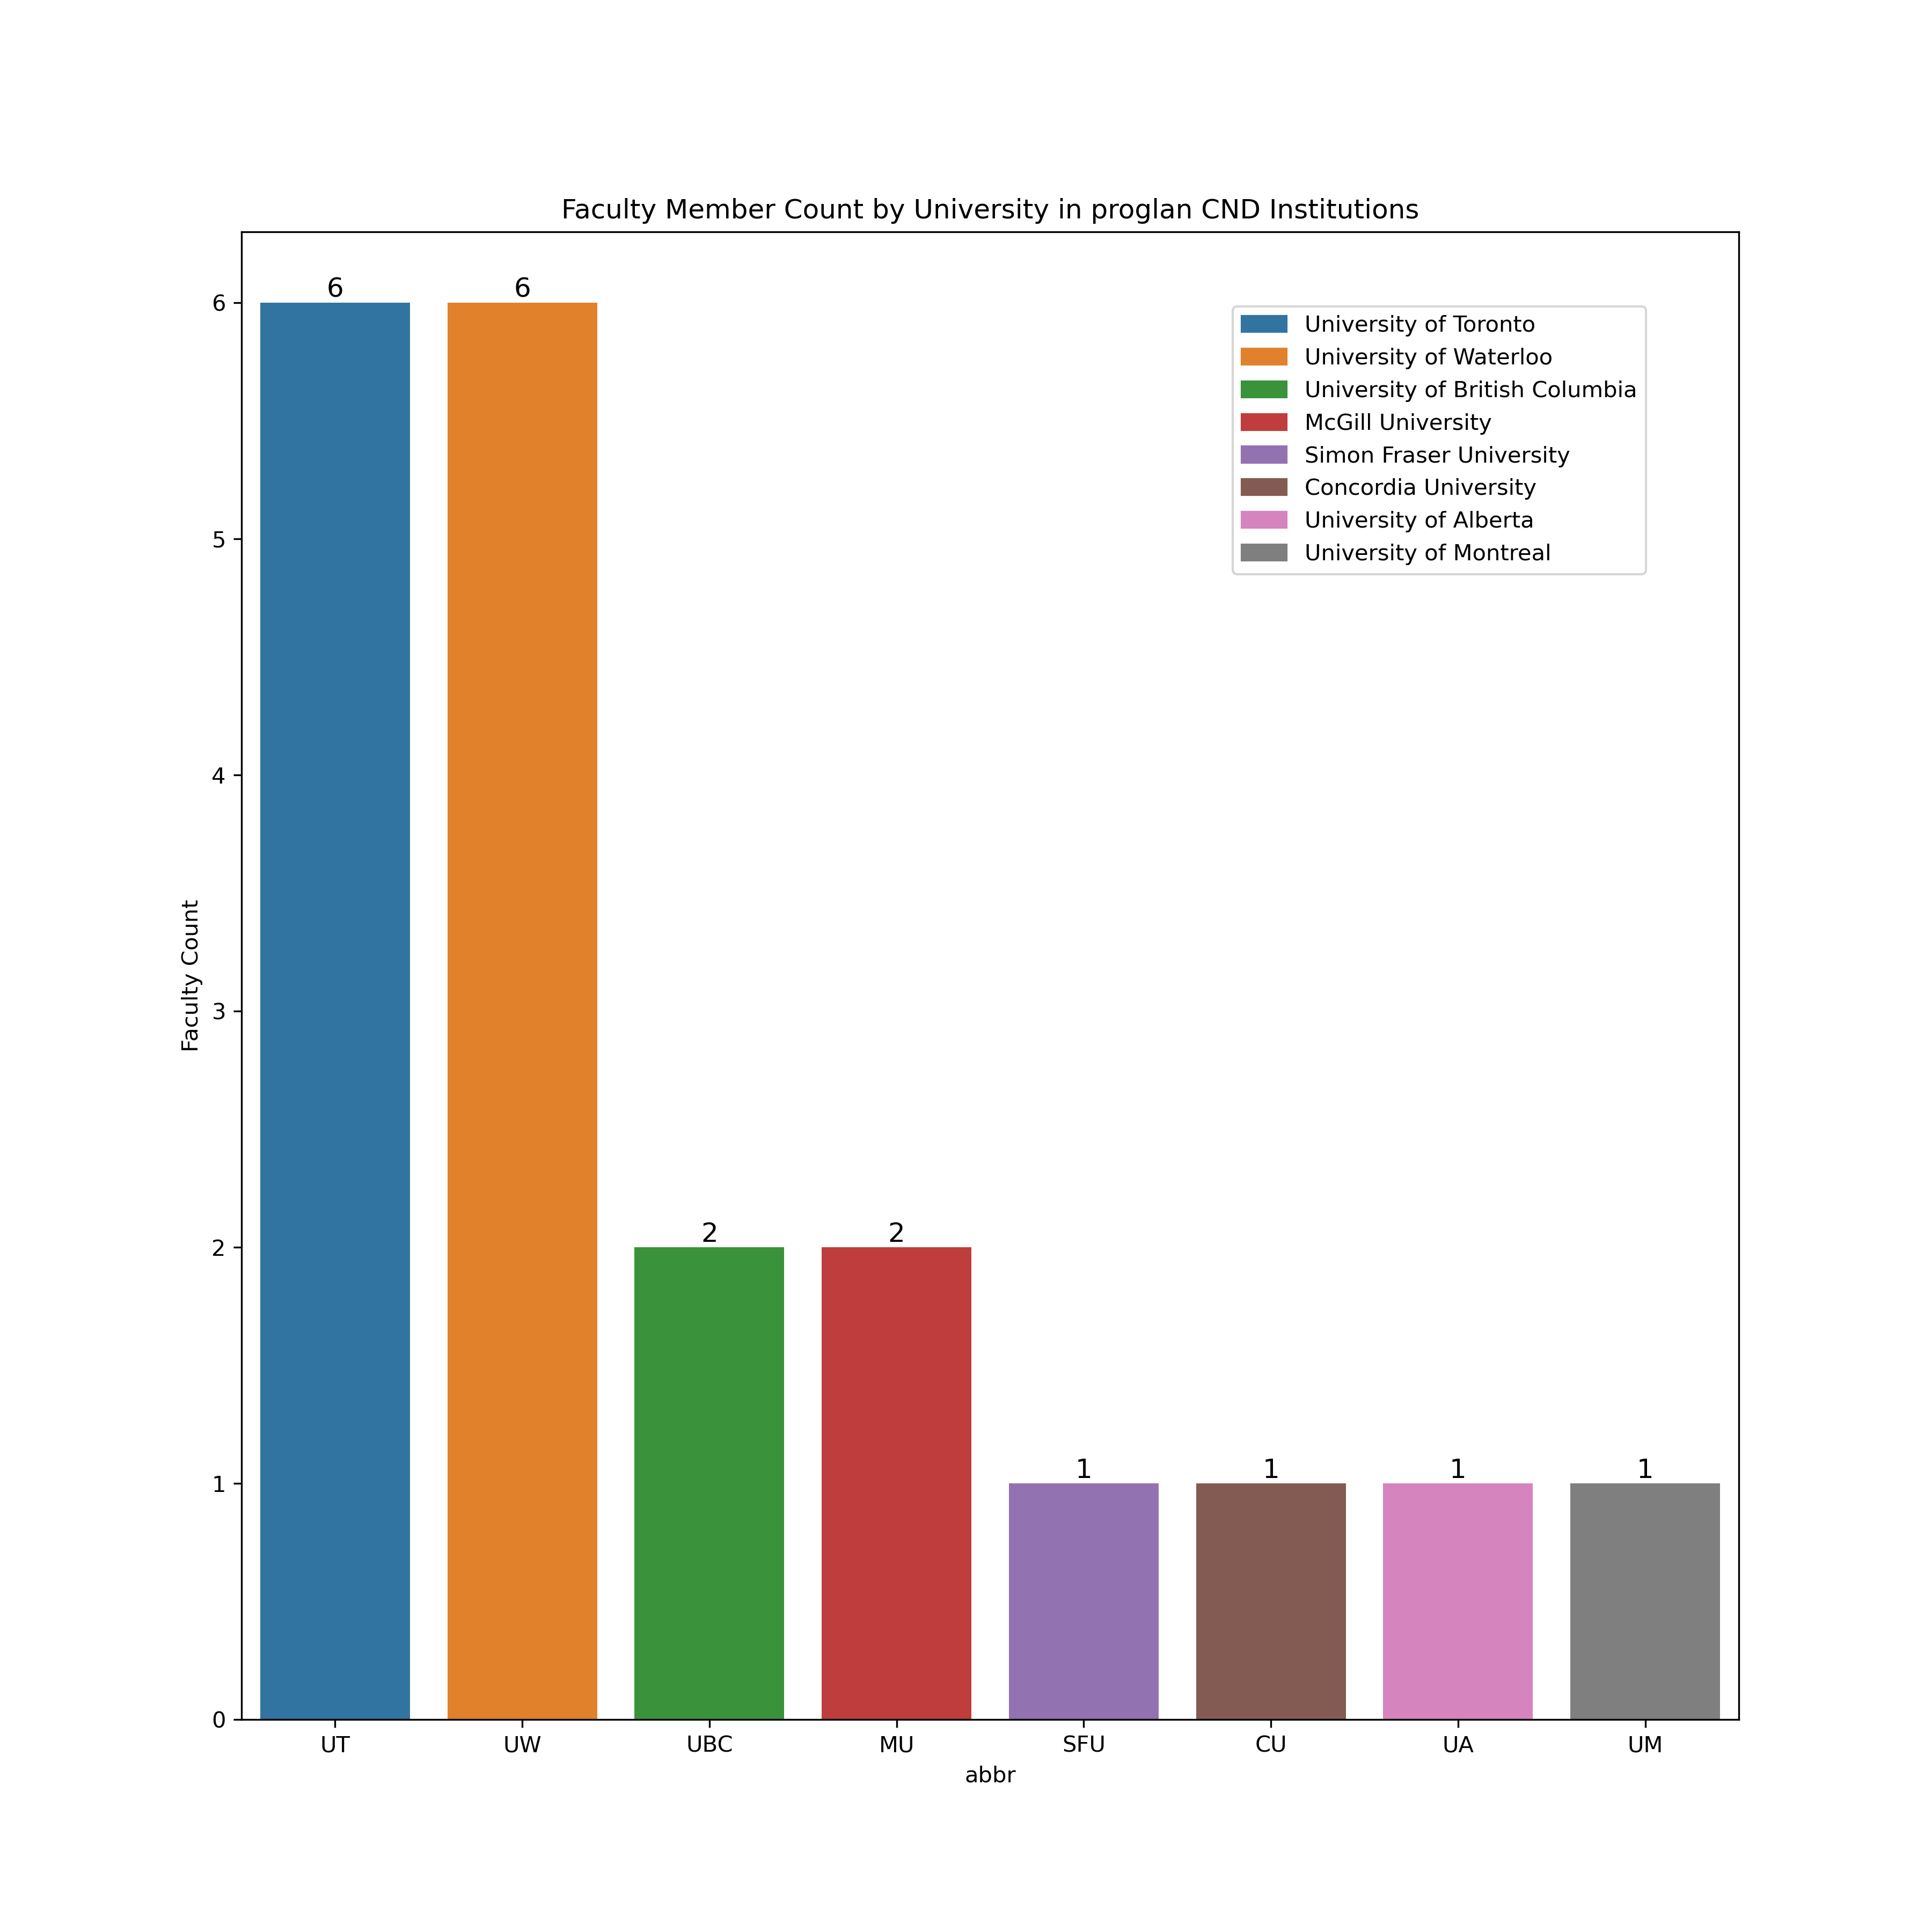 Faculty Member Count by University in proglan CND Institutions
6
5
4
3
2
1
0
Faculty Count
6
6
2
2
1
1
1
1
University of Toronto
University of Waterloo
University of British Columbia
McGill University
Simon Fraser University
Concordia University
University of Alberta
University of Montreal
UT
UW
UBC
MU
SFU
CU
UA
UM
abbr